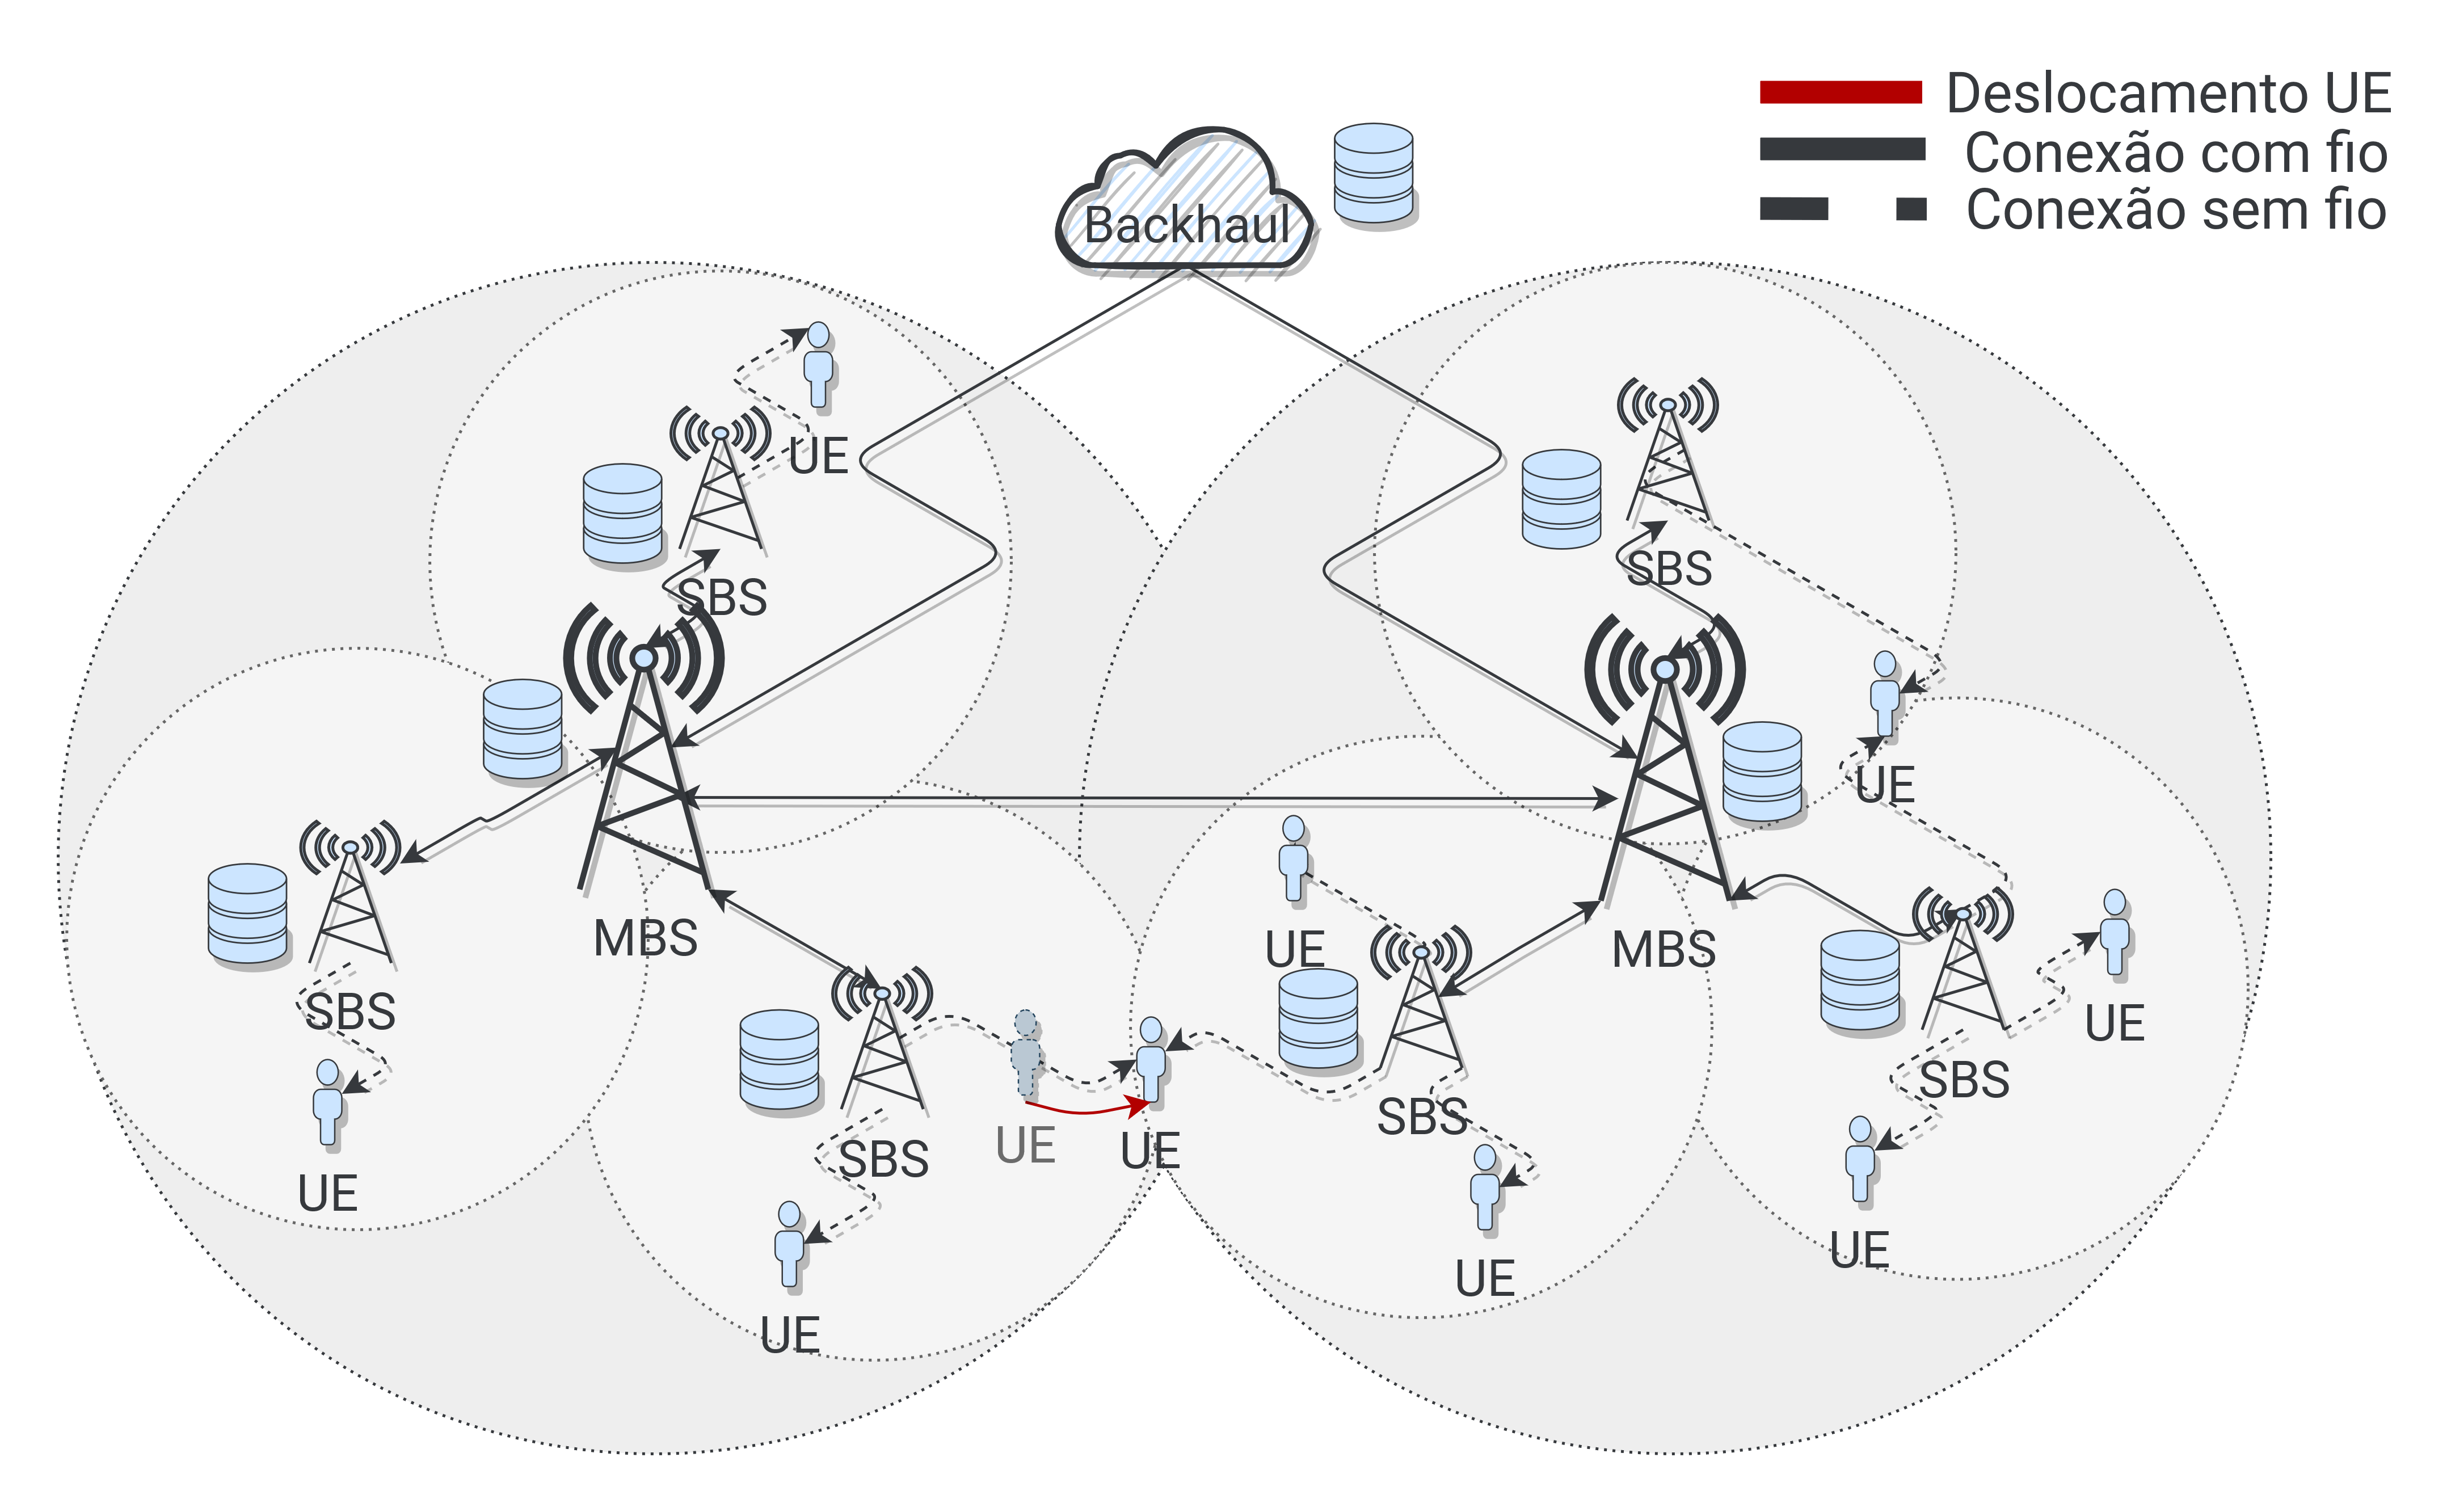 Deslocamento UE
Conexão com fio
Conexão sem fio
Backhaul
UE
SBS
SBS
UE
MBS
UE
MBS
SBS
UE
SBS
UE
UE
SBS
SBS
UE
UE
UE
UE
UE